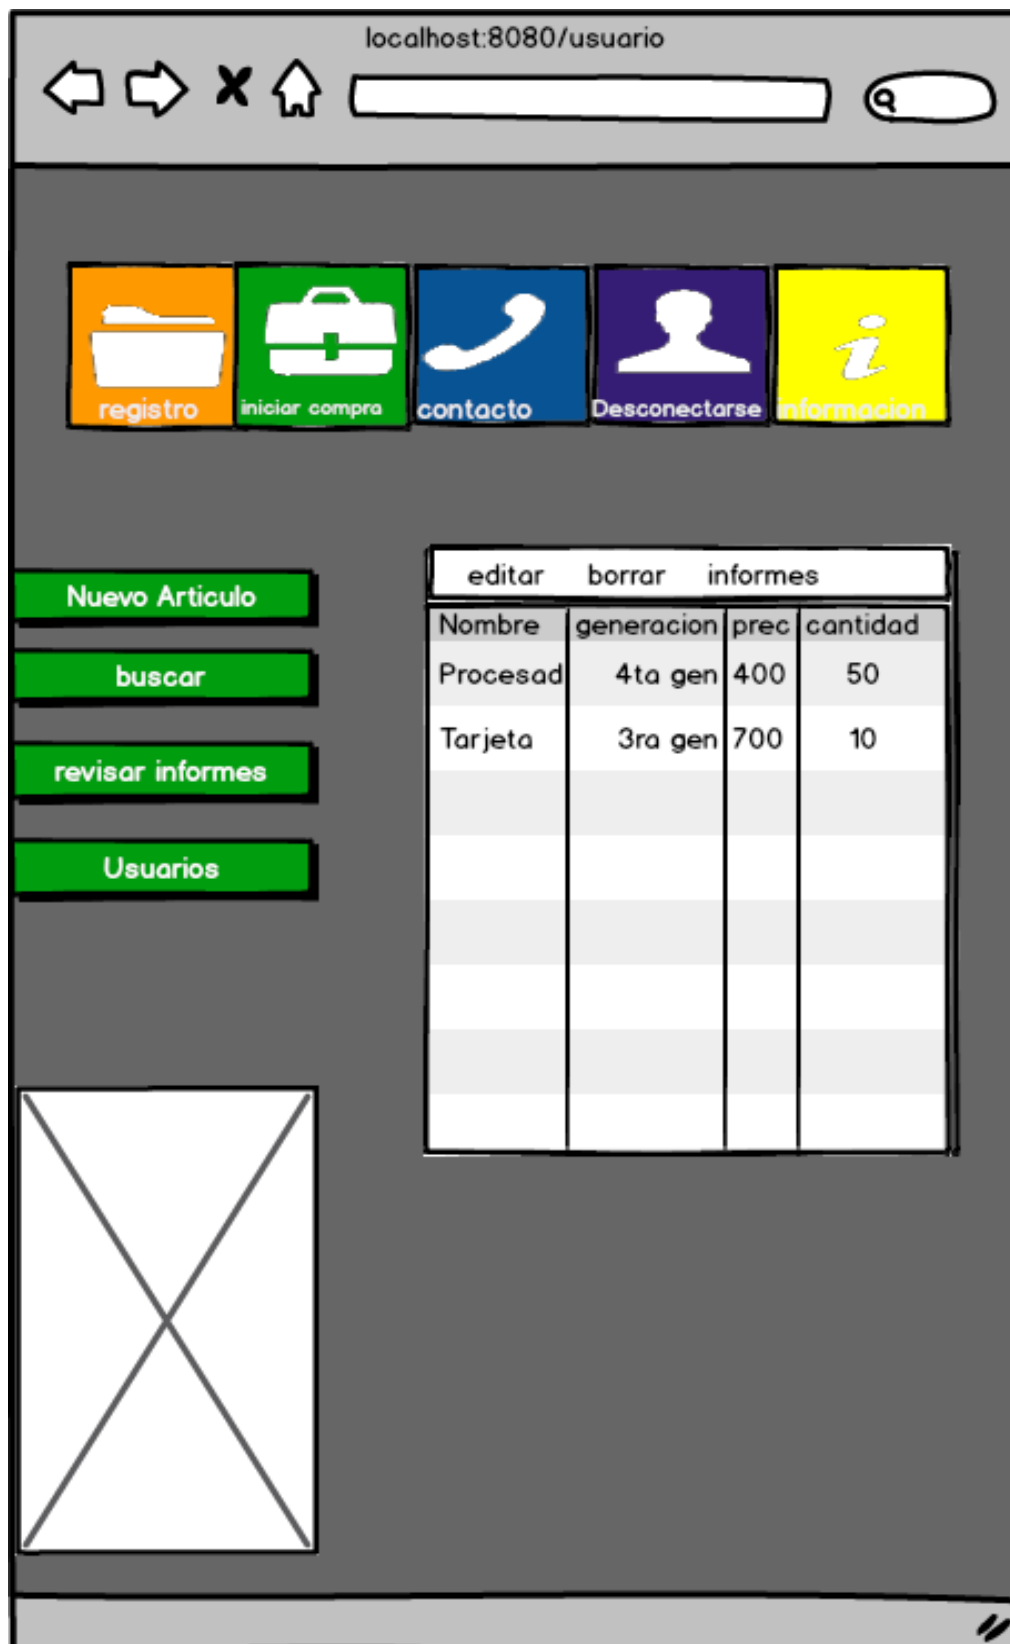 localhost:8080/usuario
registro
iniciar compra
contacto
Desconectarse
informacion
Nuevo Articulo
buscar
revisar informes
Usuarios
editar borrar informes
Nombre generacion prec cantidad
Procesad 4ta gen 400 50
Tarjeta 3ra gen 700 10